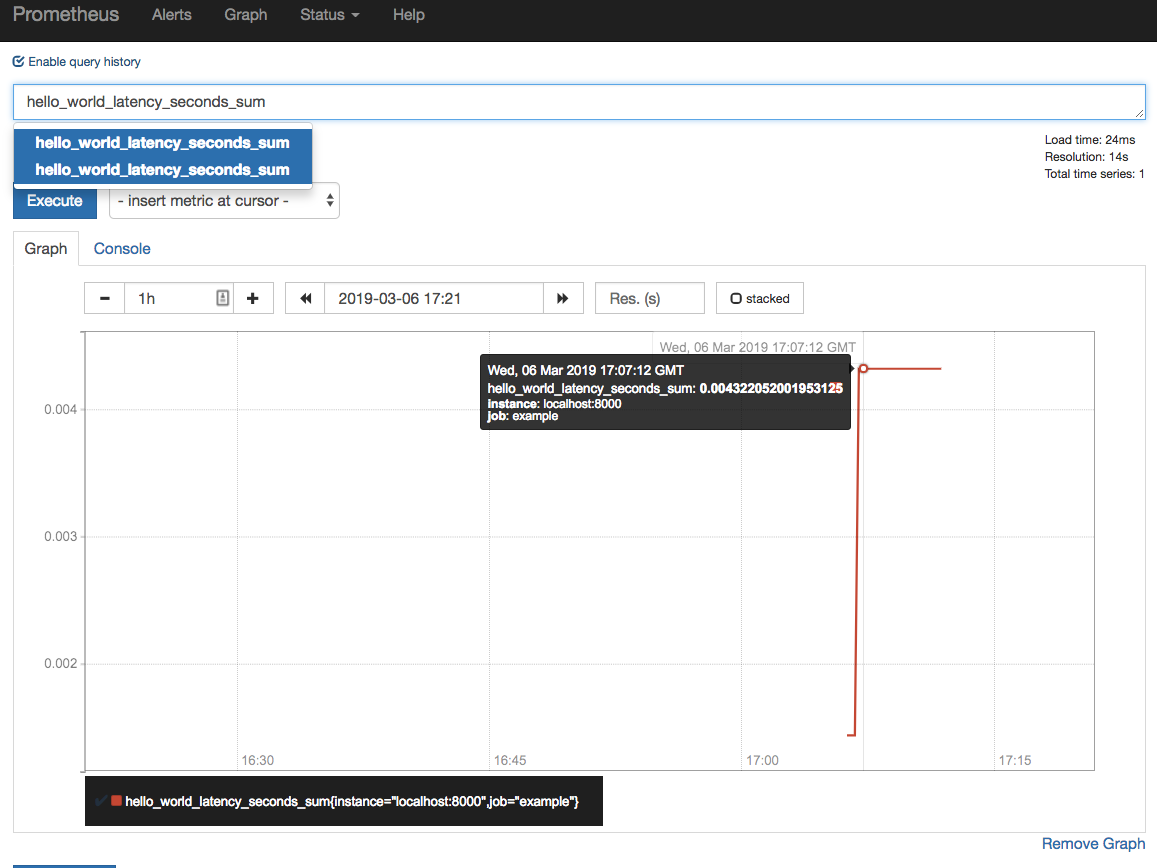 Prometheus Alerts Graph Status Help
Enable query history
hello_world_latency_seconds_sum
hello_world_latency_seconds_sum
hello_world_latency_seconds_sum
Load time: 24ms
Resolution: 14s
Total time series: 1
Execute - insert metric at cursor -
Graph Console
1h 2019-03-06 17:21 Res. (s) stacked
Wed, 06 Mar 2019 17:07:12 GMT
Wed, 06 Mar 2019 17:07:12 GMT
hello_world_latency_seconds_sum: 0.004322052001953125
instance: localhost:8000
job: example
0.004
0.003
0.002
16:30 16:45 17:00 17:15
hello_world_latency_seconds_sum{instance="localhost:8000",job="example"}
Remove Graph